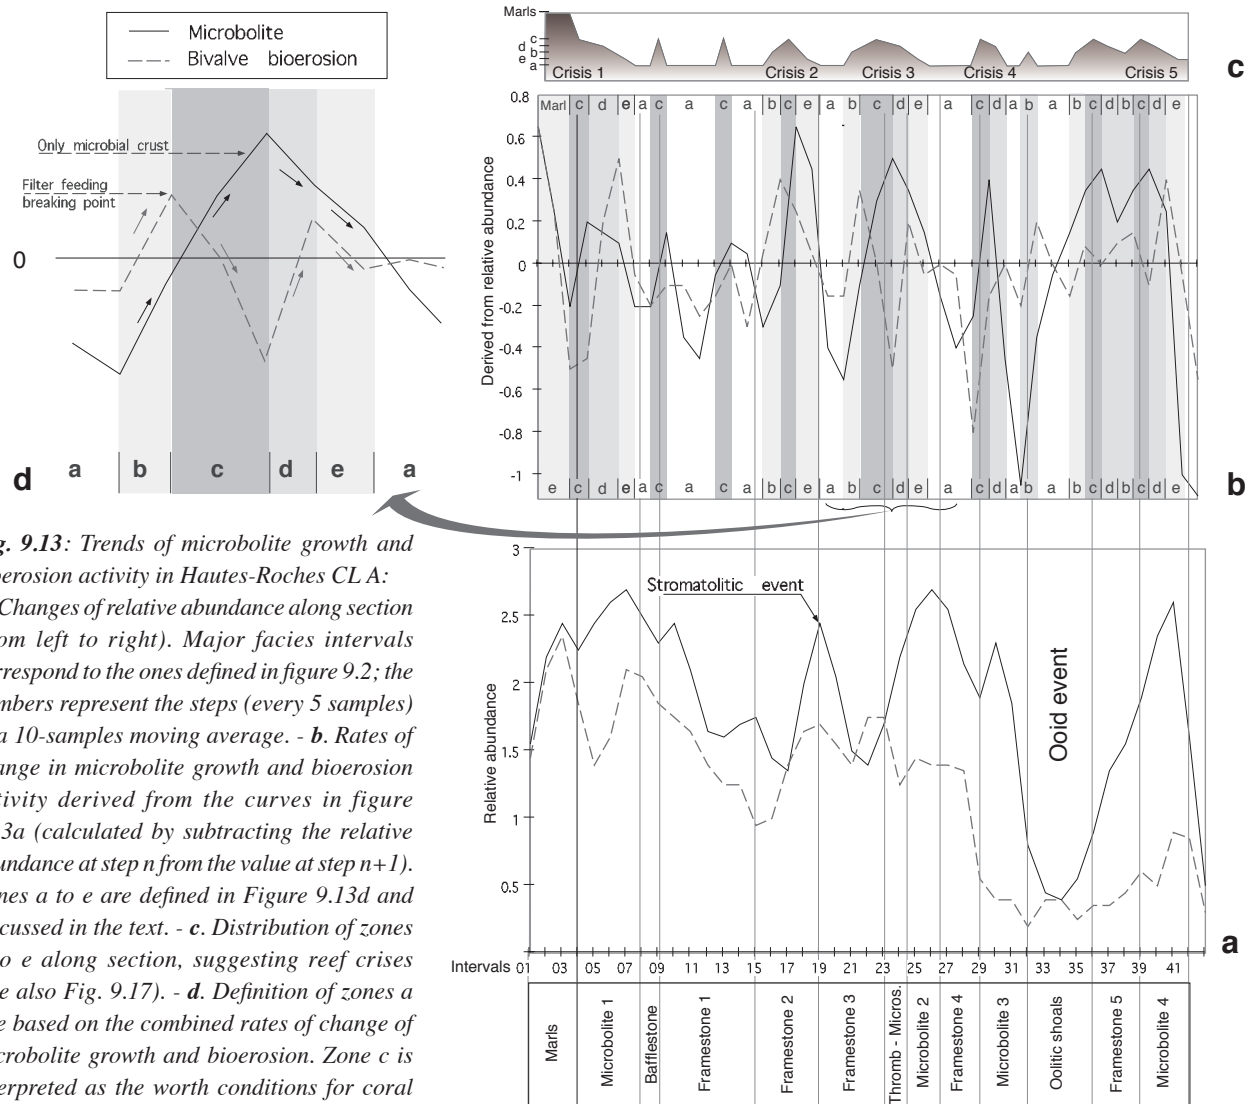 Microbolite
Bivalve bioerosion
Only microbial crust
Filter feeding
breaking point
0
a b c d e a
d
Marls
c
d
b
e
a
Crisis 1 Crisis 2 Crisis 3 Crisis 4 Crisis 5
c
0.8
0.6
0.4
0.2
0
-0.2
-0.4
-0.6
-0.8
-1
Derived from relative abundance
Marl c d e a c a c a b c e a b c d e a c d a b a b c d b c d e
e c d e a c a c a b c e a b c d e a c d a b a b c d b c d e
b
3
2.5
2
1.5
1
0.5
Relative abundance
Stromatolitic event
Ooid event
a
Intervals 01 03 05 07 09 11 13 15 17 19 21 23 25 27 29 31 33 35 37 39 41
Marls
Microbolite 1
Bafflestone
Framestone 1
Framestone 2
Framestone 3
Thromb - Micros.
Microbolite 2
Framestone 4
Microbolite 3
Oolitic shoals
Framestone 5
Microbolite 4
g. 9.13: Trends of microbolite growth and
oerosion activity in Hautes-Roches CL A:
Changes of relative abundance along section
om left to right). Major facies intervals
rrespond to the ones defined in figure 9.2; the
mbers represent the steps (every 5 samples)
a 10-samples moving average. - b. Rates of
ange in microbolite growth and bioerosion
tivity derived from the curves in figure
3a (calculated by subtracting the relative
undance at step n from the value at step n+1).
nes a to e are defined in Figure 9.13d and
cussed in the text. - c. Distribution of zones
o e along section, suggesting reef crises
e also Fig. 9.17). - d. Definition of zones a
e based on the combined rates of change of
crobolite growth and bioerosion. Zone c is
erpreted as the worth conditions for coral